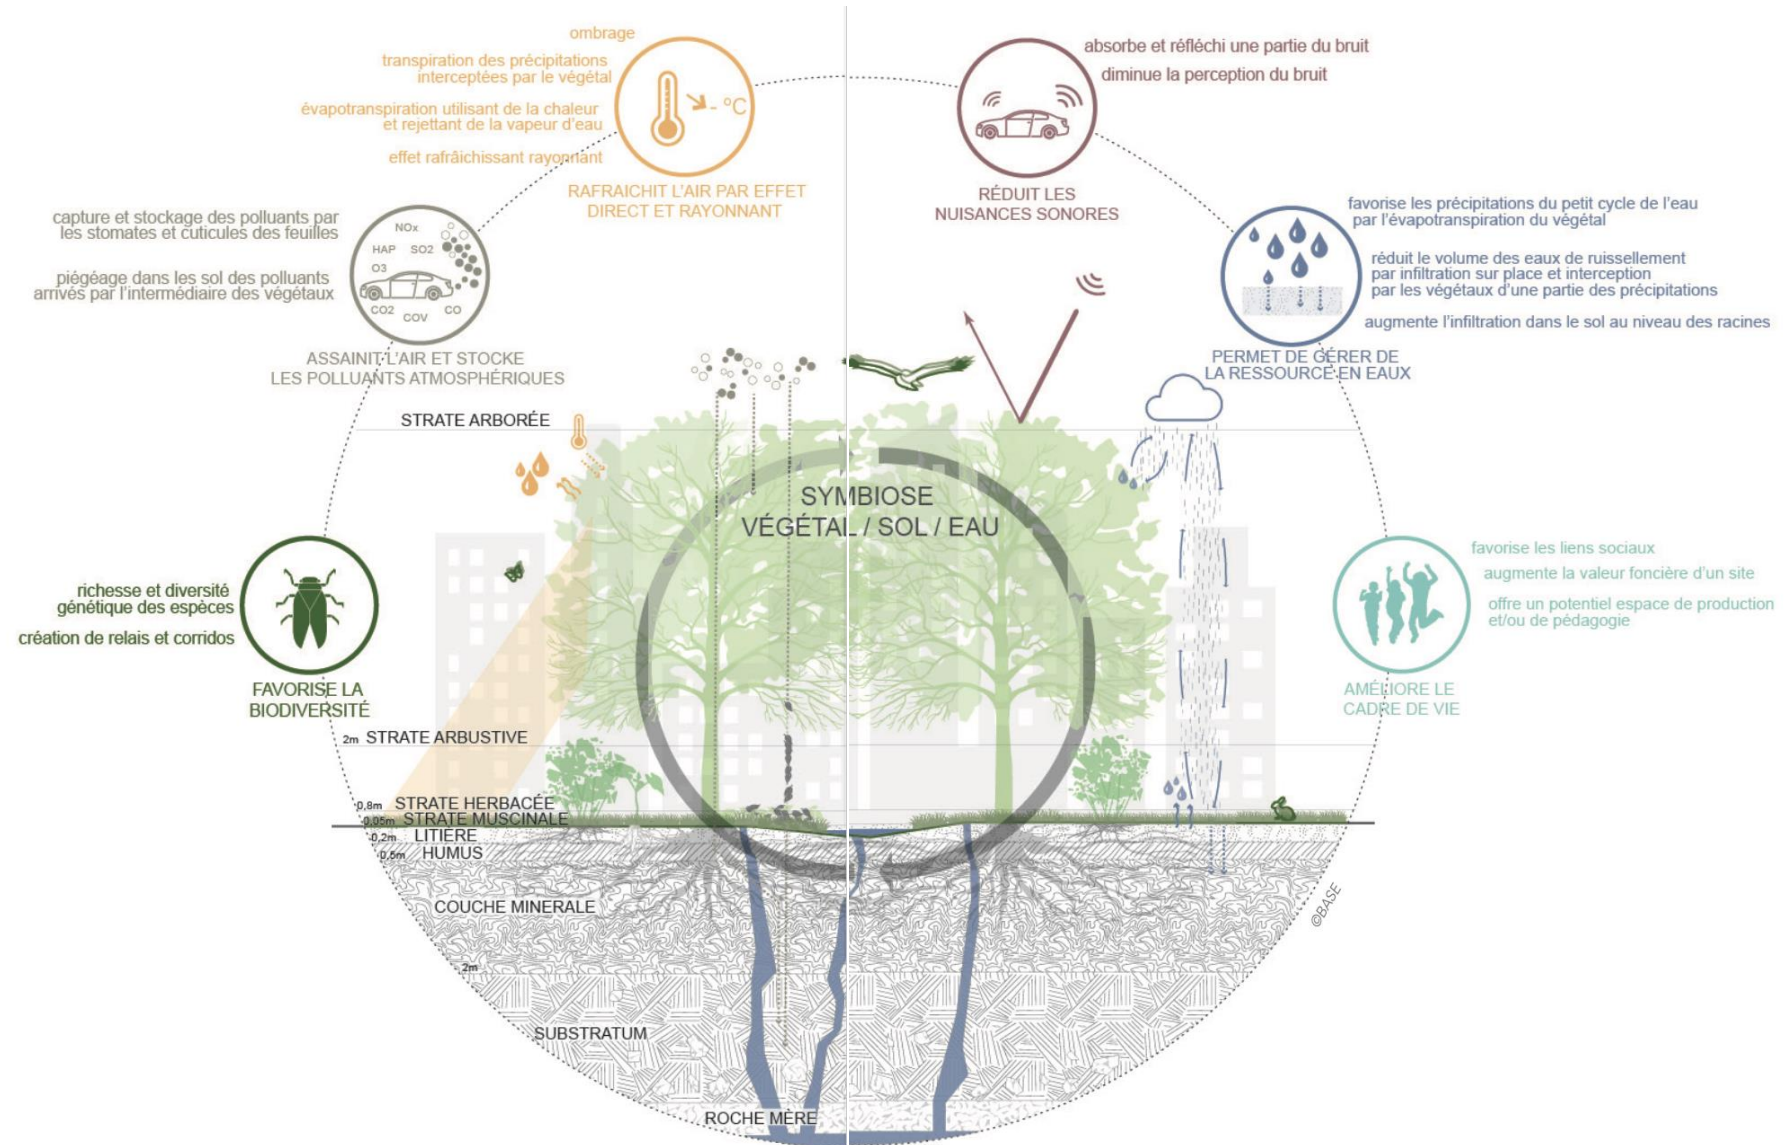 ombrage
transpiration des précipitations
interceptées par le végétal
évapotranspiration utilisant de la chaleur
et rejettant de la vapeur d'eau
effet rafrâichissant rayonnant
- °C
RAFRAICHIT L'AIR PAR EFFET
DIRECT ET RAYONNANT
absorbe et réfléchi une partie du bruit
diminue la perception du bruit
RÉDUIT LES
NUISANCES SONORES
capture et stockage des polluants par
les stomates et cuticules des feuilles
piégéage dans les sol des polluants
arrivés par l'intermédiaire des végétaux
NOx
HAP SO2
O3
CO2 COV CO
ASSAINIT L'AIR ET STOCKE
LES POLLUANTS ATMOSPHÉRIQUES
favorise les précipitations du petit cycle de l'eau
par l'évapotranspiration du végétal
réduit le volume des eaux de ruissellement
par infiltration sur place et interception
par les végétaux d'une partie des précipitations
augmente l'infiltration dans le sol au niveau des racines
PERMET DE GÉRER DE
LA RESSOURCE EN EAUX
STRATE ARBORÉE
SYMBIOSE
VÉGÉTAL / SOL / EAU
richesse et diversité
génétique des espèces
création de relais et corridos
FAVORISE LA
BIODIVERSITÉ
favorise les liens sociaux
augmente la valeur foncière d'un site
offre un potentiel espace de production
et/ou de pédagogie
AMÉLIORE LE
CADRE DE VIE
2m STRATE ARBUSTIVE
0,8m STRATE HERBACÉE
0,05m STRATE MUSCINALE
-0,2m LITIÈRE
-0,5m HUMUS
COUCHE MINERALE
©BASE
-2m
SUBSTRATUM
ROCHE MÈRE